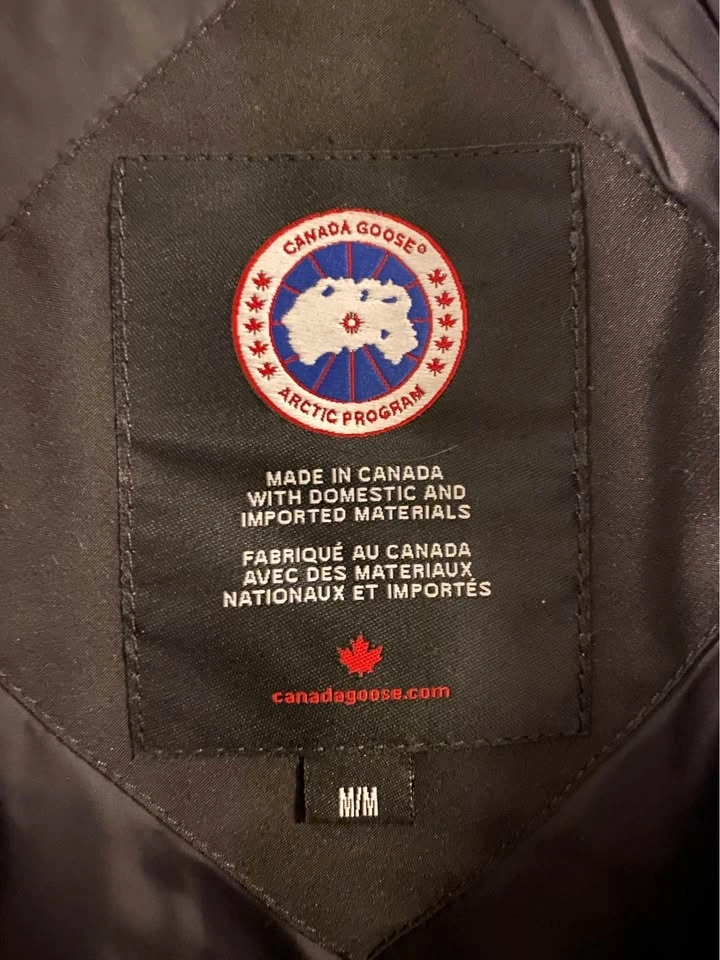 CANADA GOOSE®
ARCTIC PROGRAM
MADE IN CANADA
WITH DOMESTIC AND
IMPORTED MATERIALS
FABRIQUÉ AU CANADA
AVEC DES MATERIAUX
NATIONAUX ET IMPORTÉS
canadagoose.com
M/M